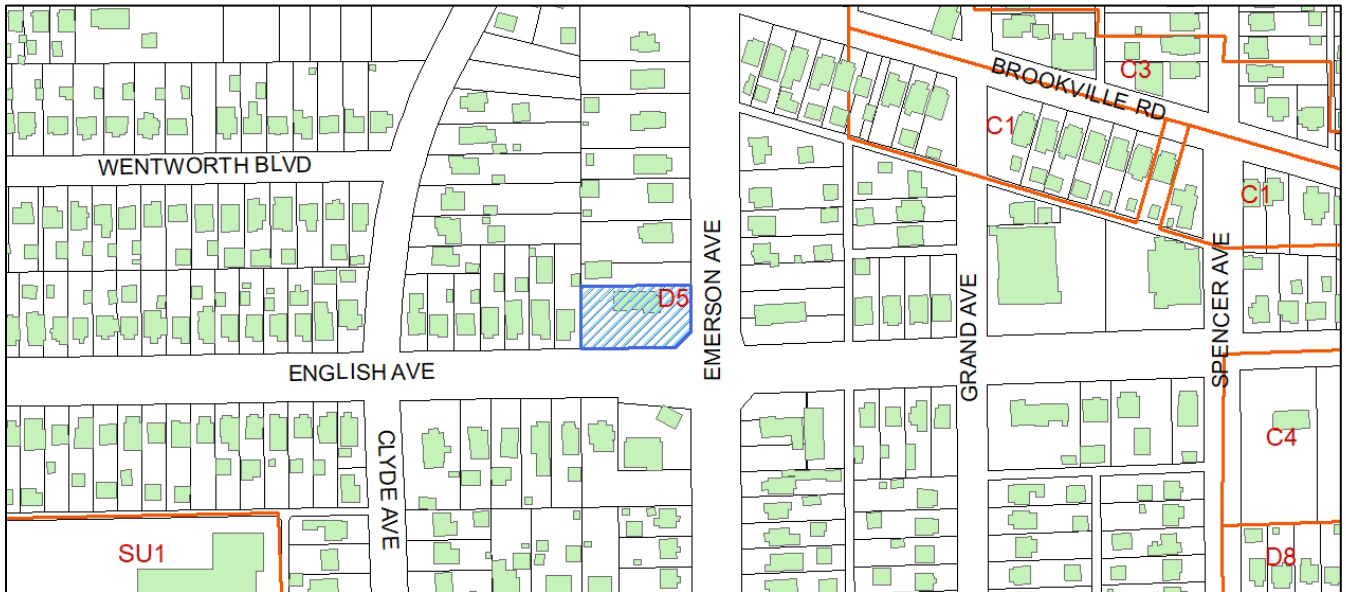 C3
BROOKVILLE RD
C1
WENTWORTH BLVD
C1
EMERSON AVE
SPENCER AVE
D5
GRAND AVE
ENGLISH AVE
CLYDE AVE
C4
SU1
D8